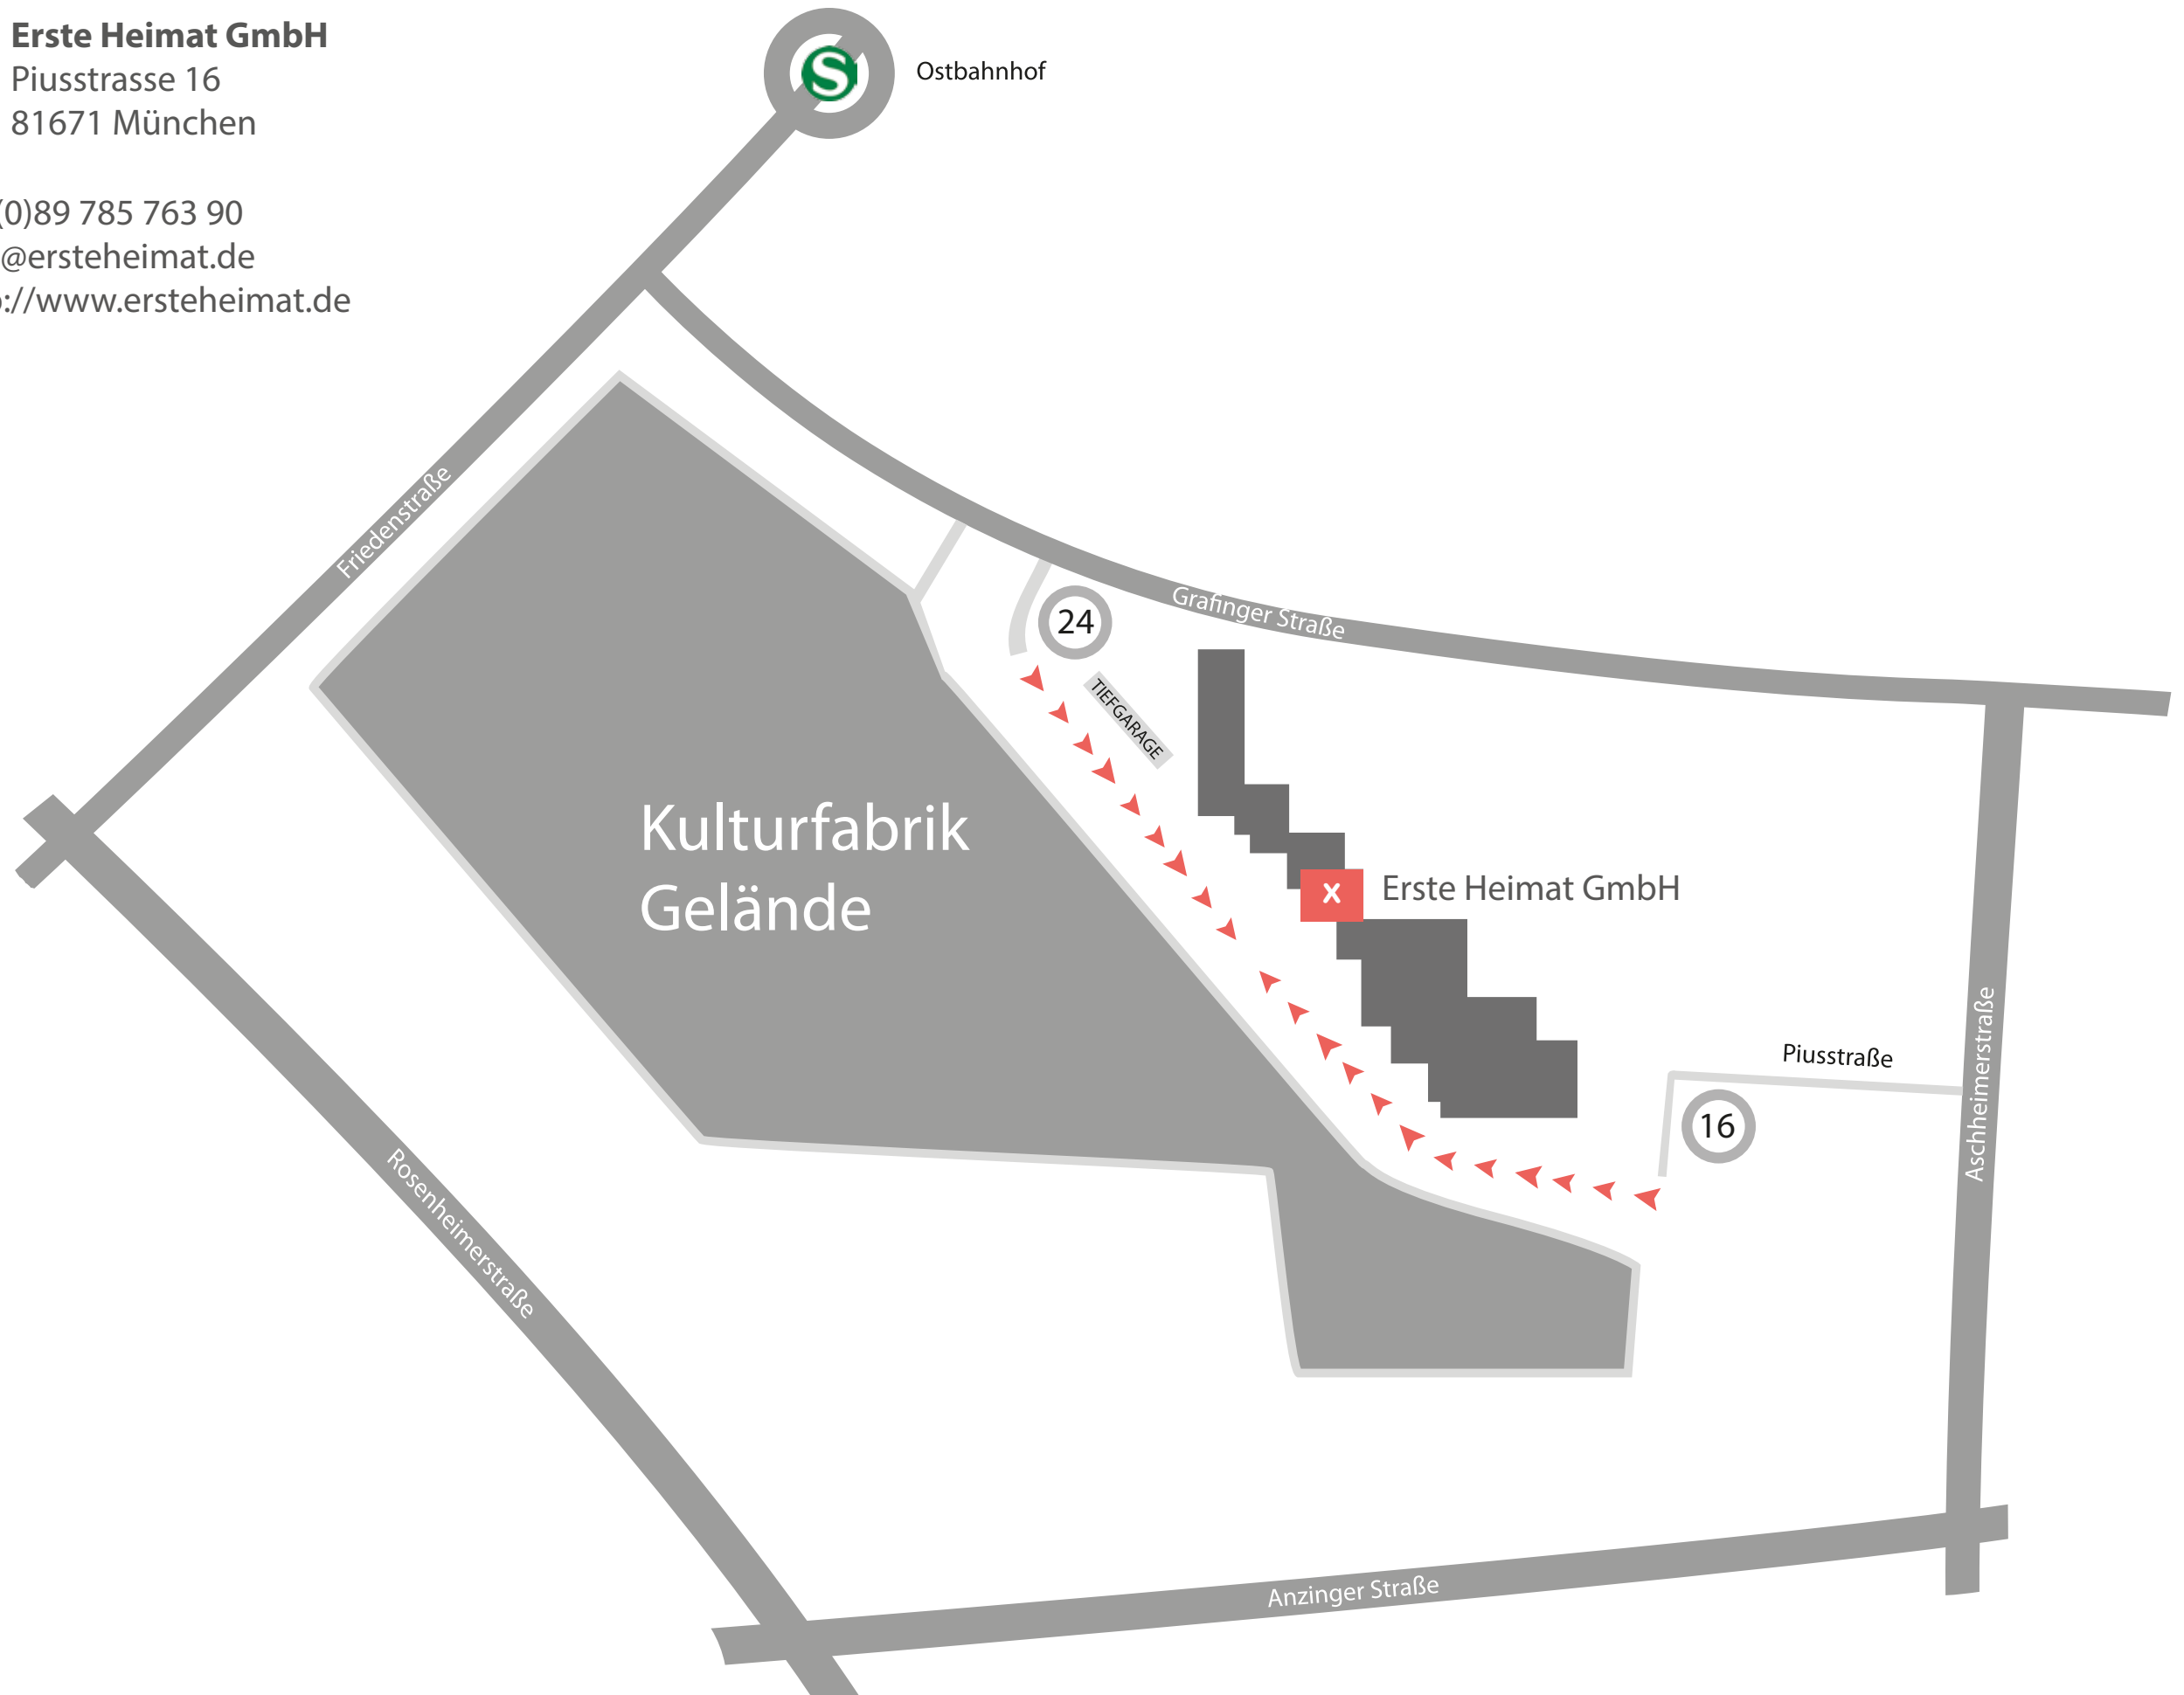 Erste Heimat GmbH
Piusstrasse 16
81671 München
(0)89 785 763 90
@ersteheimat.de
://www.ersteheimat.de
S
Ostbahnhof
Friedenstraße
Grafinger Straße
24
TIEFGARAGE
Kulturfabrik
Gelände
x
Erste Heimat GmbH
Piusstraße
16
Aschheimerstraße
Rosenheimerstraße
Anzinger Straße